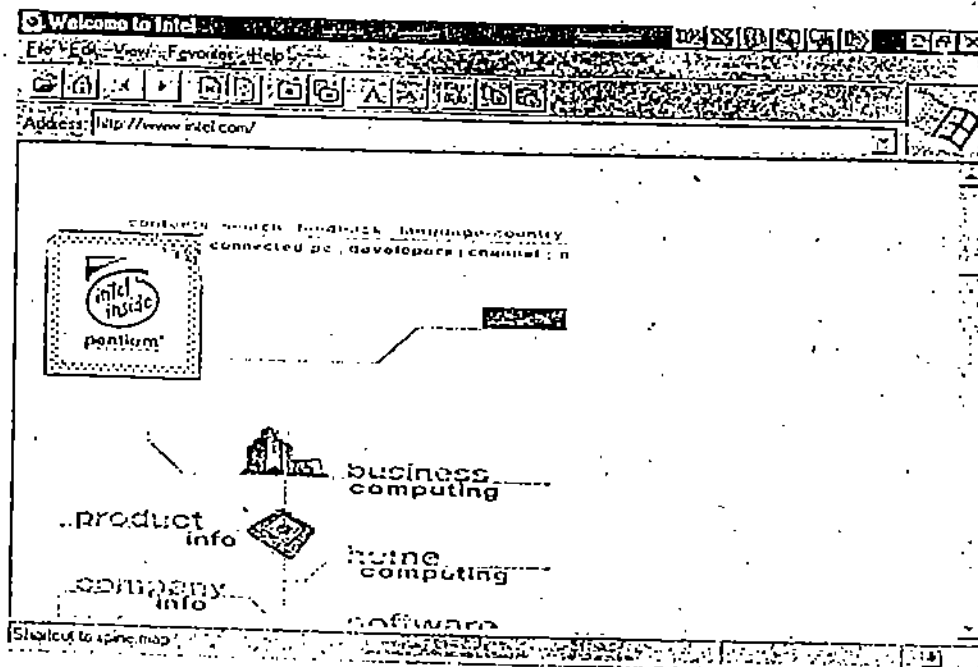 Welcome to Intel
File Edit View Favorites Help
Address: http://www.intel.com/
contents search feedback language-country
connected pc | developers | channel | n
intel
inside
pentium®
business
computing
product
info
home
computing
company
info
software
Shortcut to spine.map